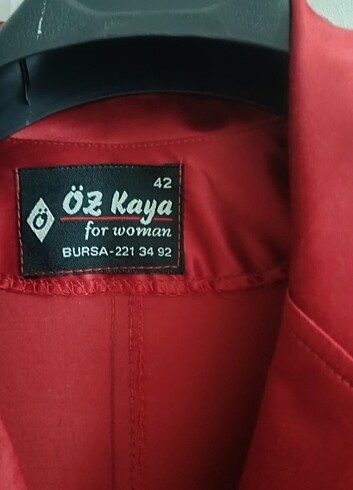 42
Ö
ÖZ Kaya
for woman
BURSA-221 34 92